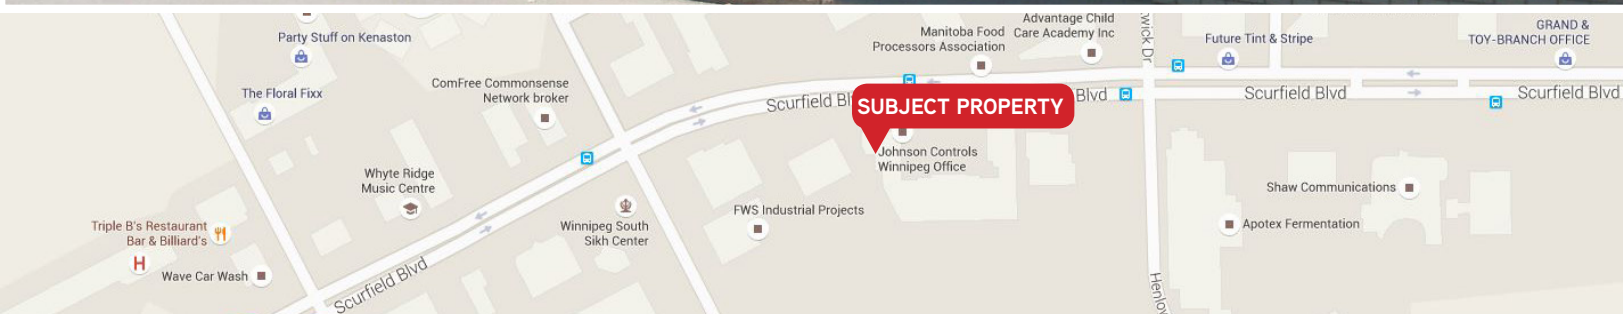 Party Stuff on Kenaston
The Floral Fixx
ComFree Commonsense
Network broker
Whyte Ridge
Music Centre
Triple B's Restaurant
Bar & Billiard's
H
Wave Car Wash
Scurfield Blvd
Winnipeg South
Sikh Center
FWS Industrial Projects
Manitoba Food
Processors Association
Advantage Child
Care Academy Inc
Scurfield Bl
SUBJECT PROPERTY
Blvd
Johnson Controls
Winnipeg Office
wick Dr
Future Tint & Stripe
GRAND &
TOY-BRANCH OFFICE
Scurfield Blvd
Scurfield Blvd
Shaw Communications
Apotex Fermentation
Henlow